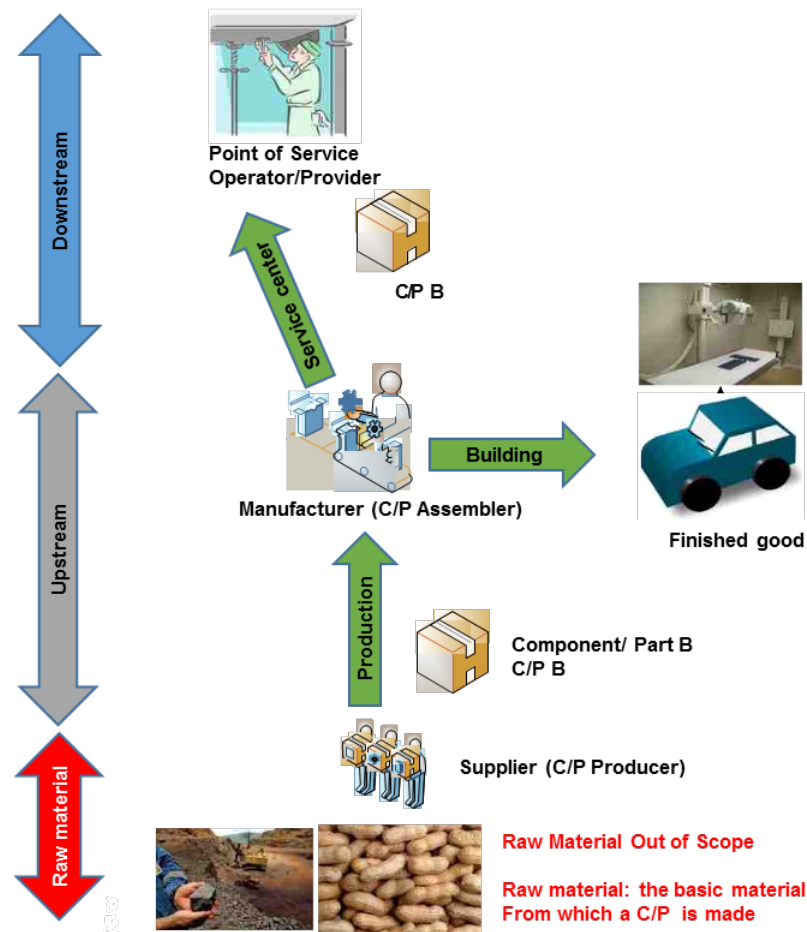 Downstream
Point of Service
Operator/Provider
Service center
C/P B
Manufacturer (C/P Assembler)
Building
Finished good
Upstream
Production
Component/ Part B
C/P B
Supplier (C/P Producer)
Raw material
Raw Material Out of Scope
Raw material: the basic material
From which a C/P is made